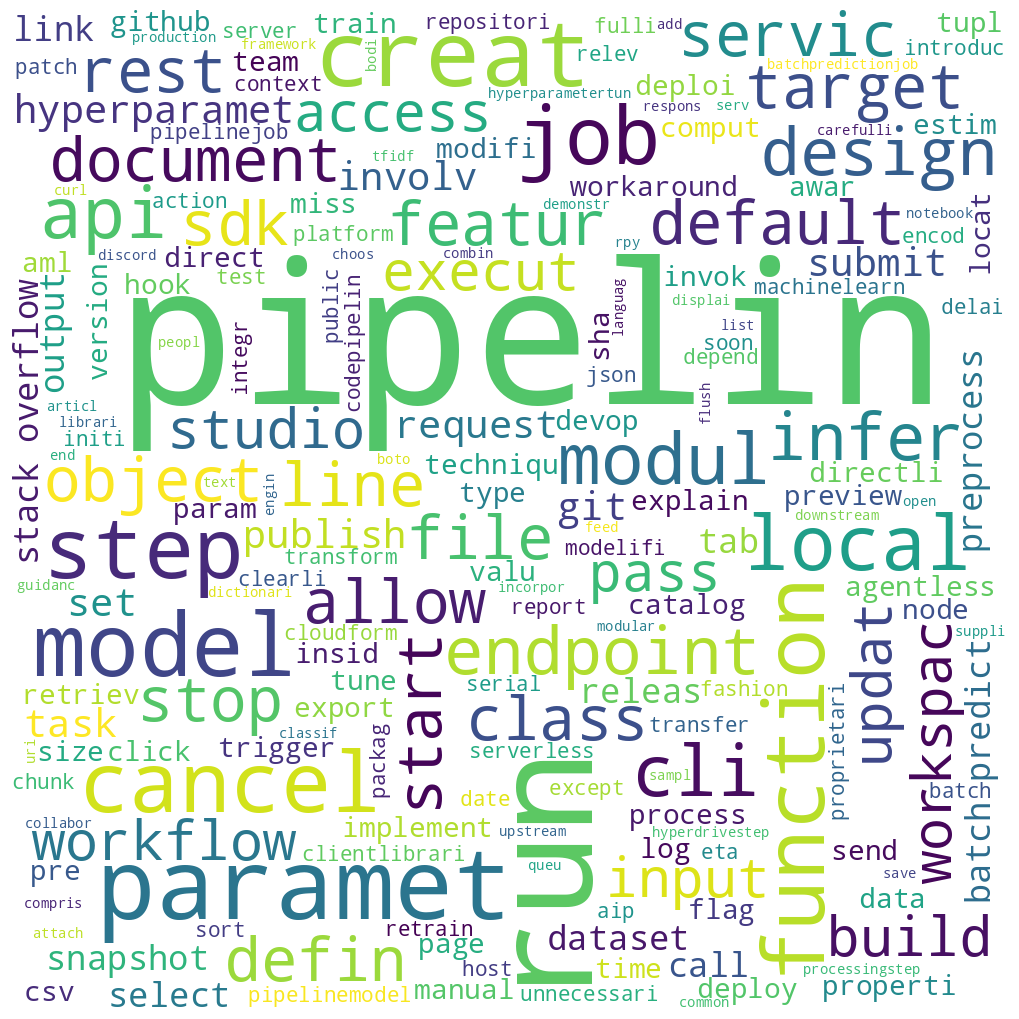 link
github
production
server
framework
train
bodi
creat
repositori
relev
fulli
add
servic
tupl
introduc
patch
rest
team
context
hyperparametertun
deploi
batchpredictionjob
target
hyperparamet
pipelinejob
access
job
respons
serv
comput
carefulli
estim
document
tfidf
modifi
involv
workaround
design
awar
curl
action
miss
demonstr
api
sdk
platform
featur
default
notebook
encod
locat
discord
direct
choos
combin
rpy
aml
hook
test
execut
invok
submit
machinelearn
delai
stack overflow
output
version
peopl
integr
public
codepipelin
pipelin
sha
languag
displai
list
soon
depend
json
flush
preprocess
articl
librari
initi
end
studio
request
devop
modul
infer
object
text
engin
line
boto
techniqu
type
git
explain
directli
preview
open
param
publish
file
feed
modelifi
tab
downstream
local
step
transform
valu
pass
guidanc
clearli
dictionari
incorpor
agentless
set
allow
report
catalog
node
model
cloudform
insid
start
endpoint
modular
function
updat
workspac
suppli
batchpredict
retriev
stop
tune
serial
releas
fashion
export
task
uri
size
click
classif
trigger
packag
class
transfer
proprietari
serverless
cli
sampl
chunk
cancel
date
except
batch
process
collabor
workflow
implement
upstream
hyperdrivestep
run
clientlibrari
log
eta
send
pre
paramet
queu
input
save
compris
aip
flag
data
attach
sort
retrain
defin
page
dataset
build
snapshot
host
time
call
processingstep
csv
select
pipelinemodel
manual
unnecessari
common
deploy
properti